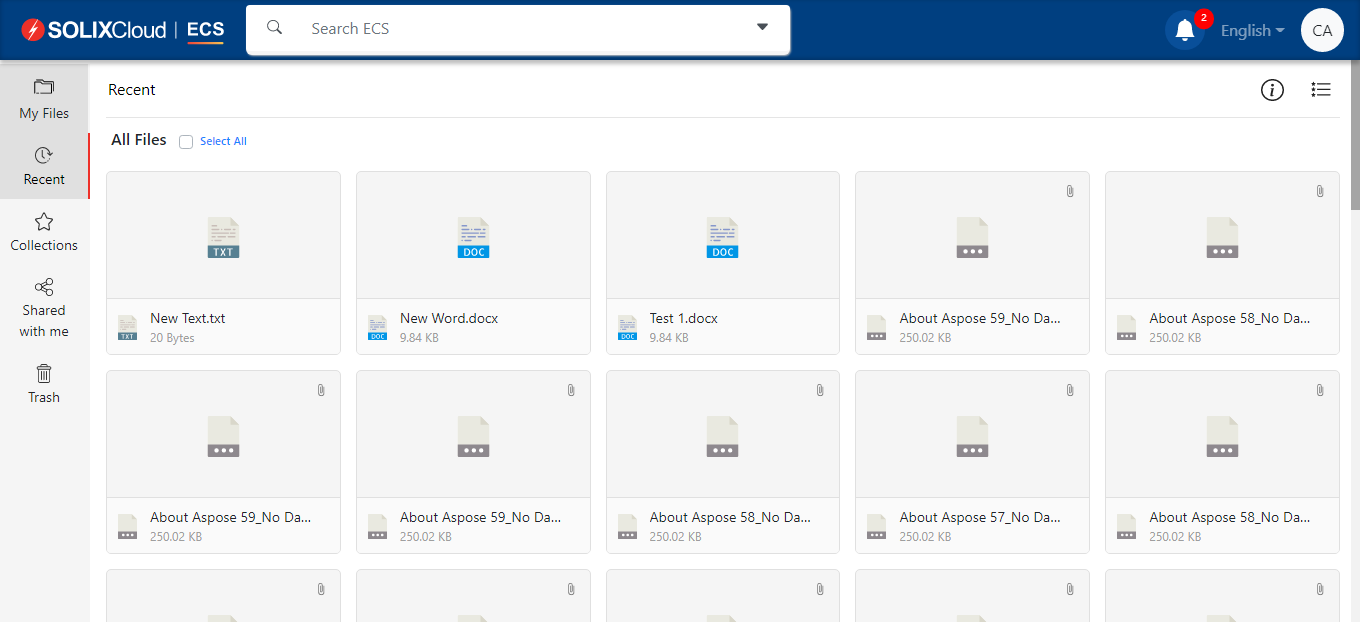 SOLIXCloud | ECS
Search ECS
2
English
CA
My Files
Recent
Collections
Shared
with me
Trash
Recent
All Files
Select All
TXT
DOC
DOC
TXT
New Text.txt
20 Bytes
DOC
New Word.docx
9.84 KB
DOC
Test 1.docx
9.84 KB
About Aspose 59_No Da...
250.02 KB
About Aspose 58_No Da...
250.02 KB
About Aspose 59_No Da...
250.02 KB
About Aspose 59_No Da...
250.02 KB
About Aspose 58_No Da...
250.02 KB
About Aspose 57_No Da...
250.02 KB
About Aspose 58_No Da...
250.02 KB